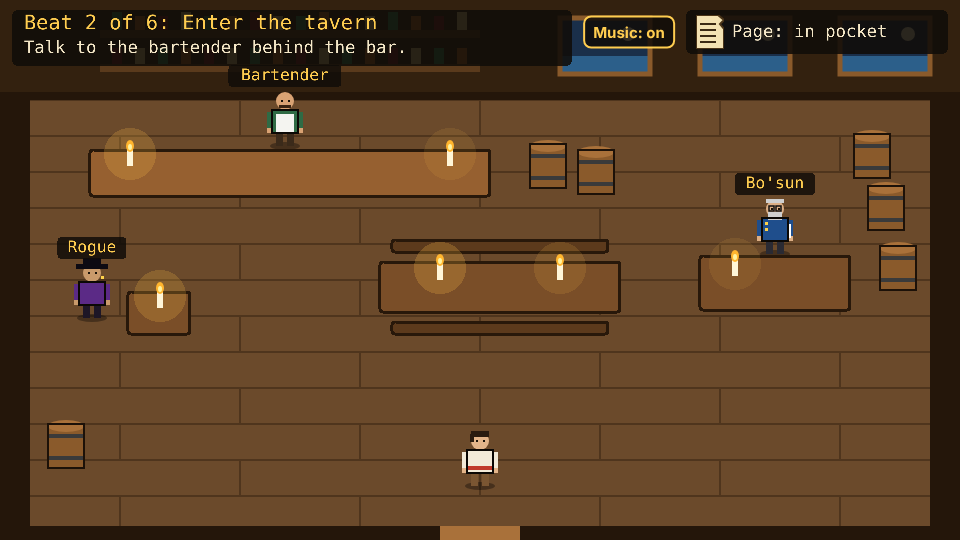 Beat 2 of 6: Enter the tavern
Talk to the bartender behind the bar.
Music: on
Page: in pocket
Bartender
Bo'sun
Rogue